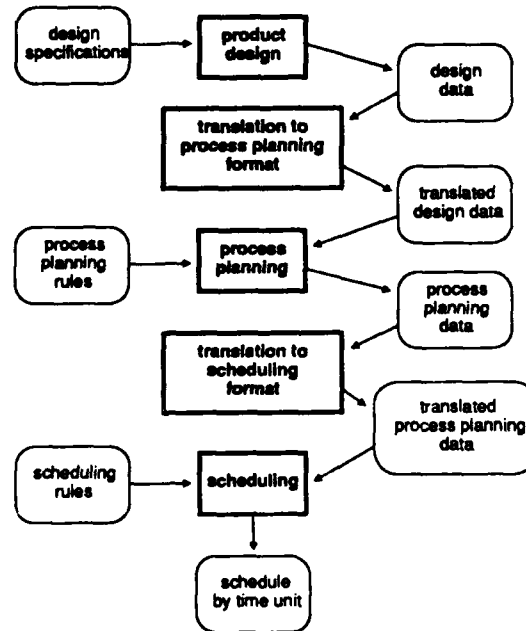 design
specifications
product
design
design
data
translation to
process planning
format
translated
design data
process
planning
rules
process
planning
process
planning
data
translation to
scheduling
format
translated
process planning
data
scheduling
rules
scheduling
schedule
by time unit